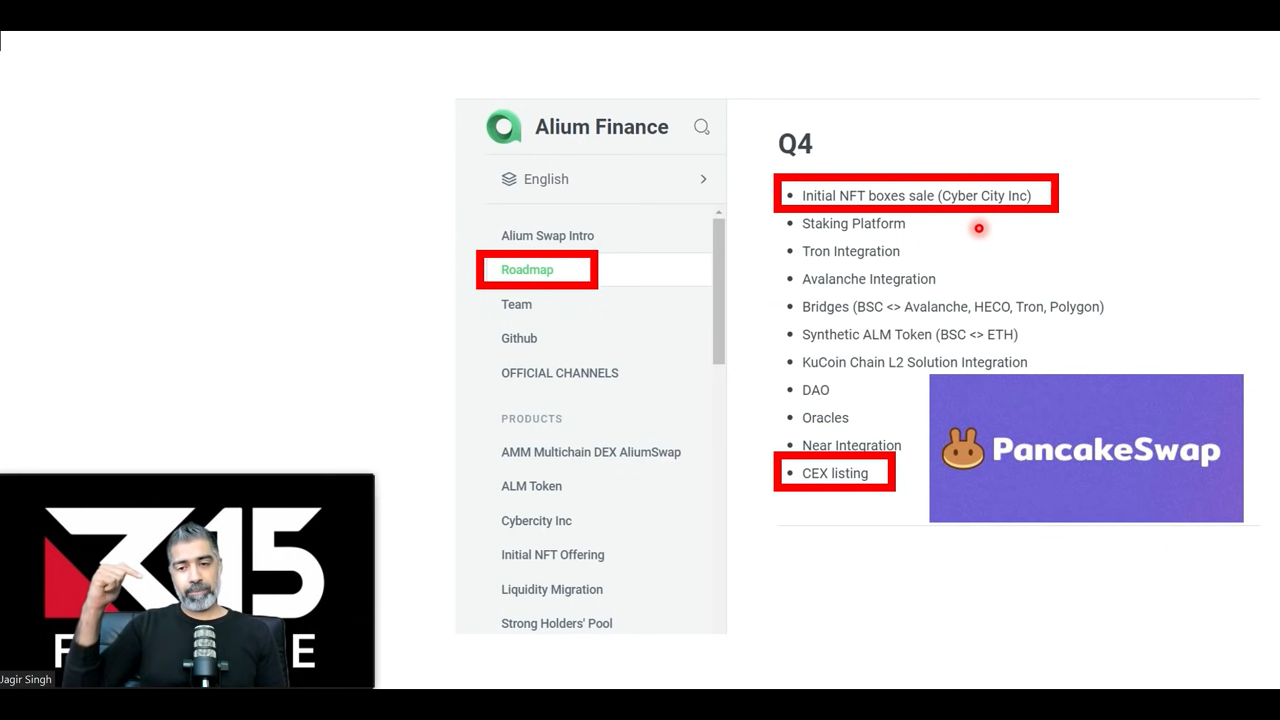 Alium Finance
English
Alium Swap Intro
Roadmap
Team
Github
OFFICIAL CHANNELS
PRODUCTS
AMM Multichain DEX AliumSwap
ALM Token
Cybercity Inc
Initial NFT Offering
Liquidity Migration
Strong Holders' Pool
Q4
• Initial NFT boxes sale (Cyber City Inc)
• Staking Platform
• Tron Integration
• Avalanche Integration
• Bridges (BSC <> Avalanche, HECO, Tron, Polygon)
• Synthetic ALM Token (BSC <> ETH)
• KuCoin Chain L2 Solution Integration
• DAO
• Oracles
• Near Integration
• CEX listing
PancakeSwap
Jagir Singh